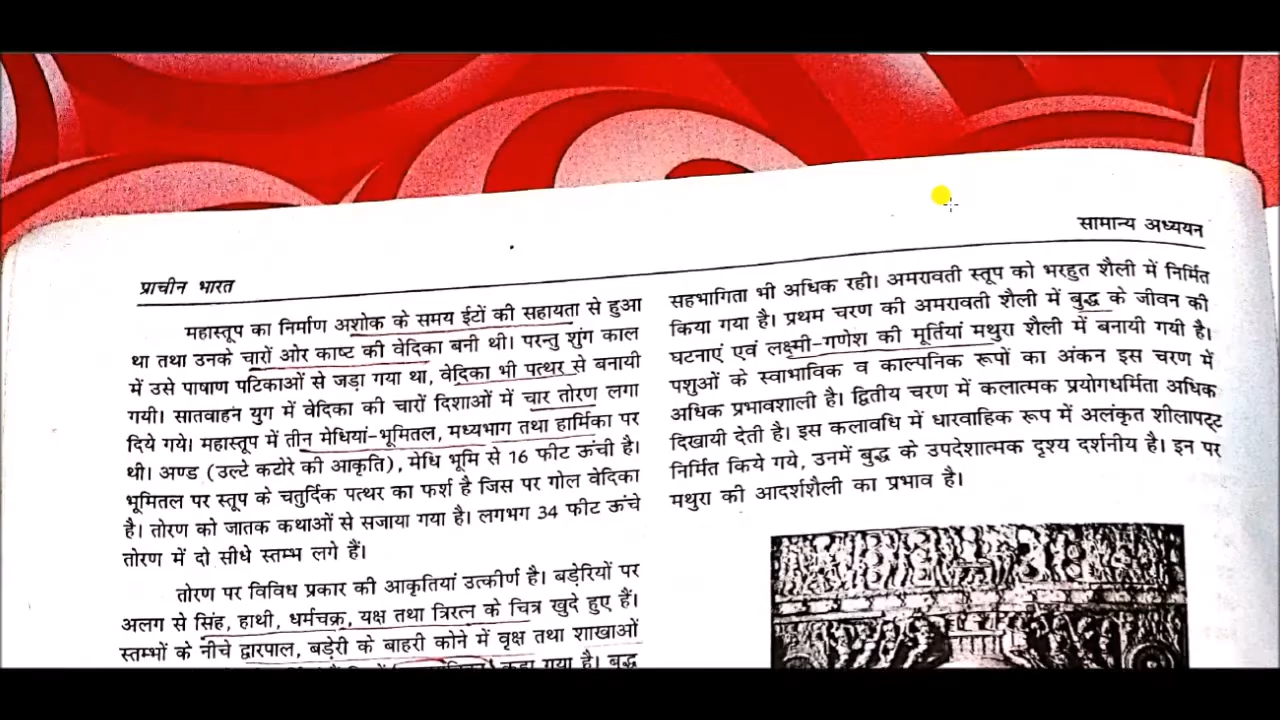 सामान्य अध्ययन
प्राचीन भारत
महास्तूप का निर्माण अशोक के समय ईटों की सहायता से हुआ
था तथा उनके चारों ओर काष्ट की वेदिका बनी थी। परन्तु शुंग काल
में उसे पाषाण पटिकाओं से जड़ा गया था, वेदिका भी पत्थर से बनायी
गयी। सातवाहन युग में वेदिका की चारों दिशाओं में चार तोरण लगा
दिये गये। महास्तूप में तीन मेधियां-भूमितल, मध्यभाग तथा हार्मिका पर
थी। अण्ड (उल्टे कटोरे की आकृति), मेधि भूमि से 16 फीट ऊंची है।
भूमितल पर स्तूप के चतुर्दिक पत्थर का फर्श है जिस पर गोल वेदिका
है। तोरण को जातक कथाओं से सजाया गया है। लगभग 34 फीट ऊंचे
तोरण में दो सीधे स्तम्भ लगे हैं।
तोरण पर विविध प्रकार की आकृतियां उत्कीर्ण है। बड़ेरियों पर
अलग से सिंह, हाथी, धर्मचक्र, यक्ष तथा त्रिरत्न के चित्र खुदे हुए हैं।
स्तम्भों के नीचे द्वारपाल, बड़ेरी के बाहरी कोने में वृक्ष तथा शाखाओं
कहा गया है। बुद्ध
सहभागिता भी अधिक रही। अमरावती स्तूप को भरहुत शैली में निर्मित
किया गया है। प्रथम चरण की अमरावती शैली में बुद्ध के जीवन की
घटनाएं एवं लक्ष्मी-गणेश की मूर्तियां मथुरा शैली में बनायी गयी है।
पशुओं के स्वाभाविक व काल्पनिक रूपों का अंकन इस चरण में
अधिक प्रभावशाली है। द्वितीय चरण में कलात्मक प्रयोगधर्मिता अधिक
दिखायी देती है। इस कलावधि में धारवाहिक रूप में अलंकृत शीलापट्ट
निर्मित किये गये, उनमें बुद्ध के उपदेशात्मक दृश्य दर्शनीय है। इन पर
मथुरा की आदर्शशैली का प्रभाव है।